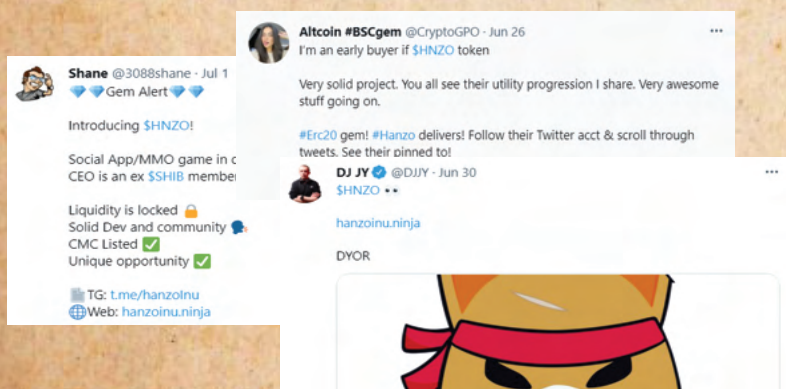 Altcoin #BSCgem @CryptoGPO · Jun 26
I'm an early buyer if $HNZO token
Very solid project. You all see their utility progression I share. Very awesome
stuff going on.
#Erc20 gem! #Hanzo delivers! Follow their Twitter acct & scroll through
tweets. See their pinned to!
Shane @3088shane · Jul 1
💎💎Gem Alert💎💎
Introducing $HNZO!
Social App/MMO game in
CEO is an ex $SHIB membe
Liquidity is locked 🔒
Solid Dev and community 🗣
CMC Listed ✅
Unique opportunity ✅
📄TG: t.me/hanzoInu
🌐Web: hanzoinu.ninja
DJ JY @DJJY · Jun 30
$HNZO 👀
hanzoinu.ninja
DYOR